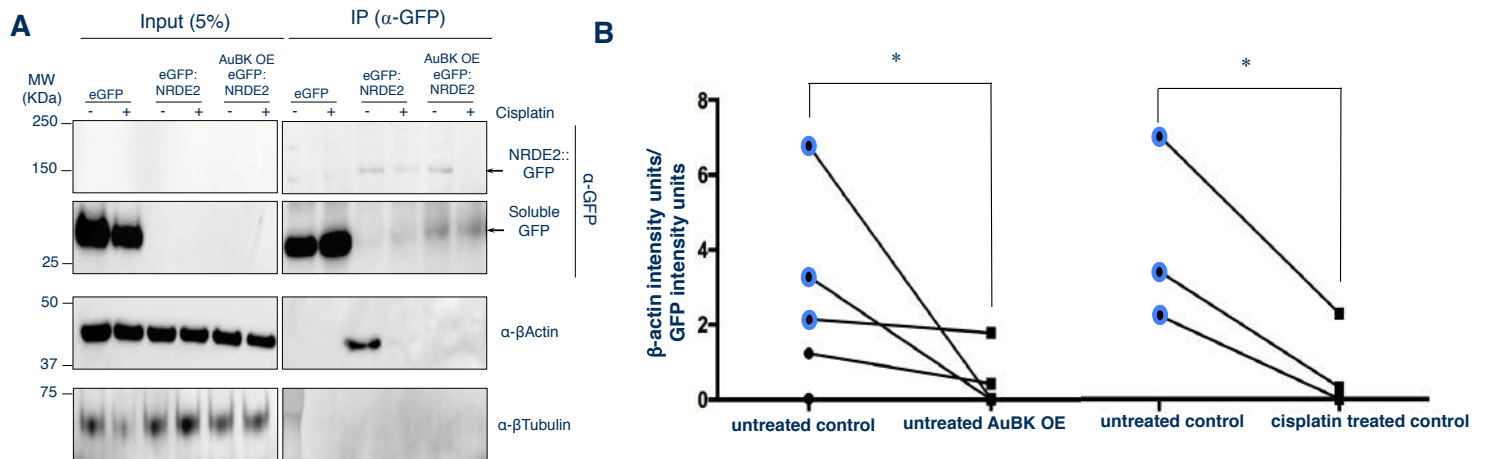 A
Input (5%)
IP (α-GFP)
MW
(KDa)
eGFP
eGFP:
NRDE2
AuBK OE
eGFP:
NRDE2
eGFP
eGFP:
NRDE2
AuBK OE
eGFP:
NRDE2
- + - + - + - + - + - + Cisplatin
250
150
NRDE2::
GFP
Soluble
GFP
α-GFP
25
50
α-βActin
37
75
α-βTubulin
B
*
*
β-actin intensity units/
GFP intensity units
8
6
4
2
0
untreated control
untreated AuBK OE
untreated control
cisplatin treated control